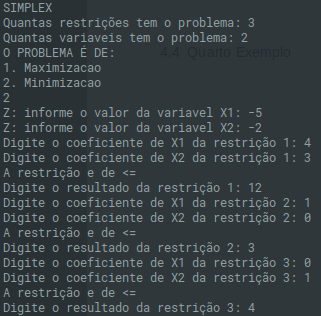 SIMPLEX
Quantas restrições tem o problema: 3
Quantas variaveis tem o problema: 2
O PROBLEMA É DE:
4.4 Quarto Exemplo
1. Maximizacao
2. Minimizacao
2
Z: informe o valor da variavel X1: -5
Z: informe o valor da variavel X2: -2
Digite o coeficiente de X1 da restrição 1: 4
Digite o coeficiente de X2 da restrição 1: 3
A restrição e de <=
Digite o resultado da restrição 1: 12
Digite o coeficiente de X1 da restrição 2: 1
Digite o coeficiente de X2 da restrição 2: 0
A restrição e de <=
Digite o resultado da restrição 2: 3
Digite o coeficiente de X1 da restrição 3: 0
Digite o coeficiente de X2 da restrição 3: 1
A restrição e de <=
Digite o resultado da restrição 3: 4